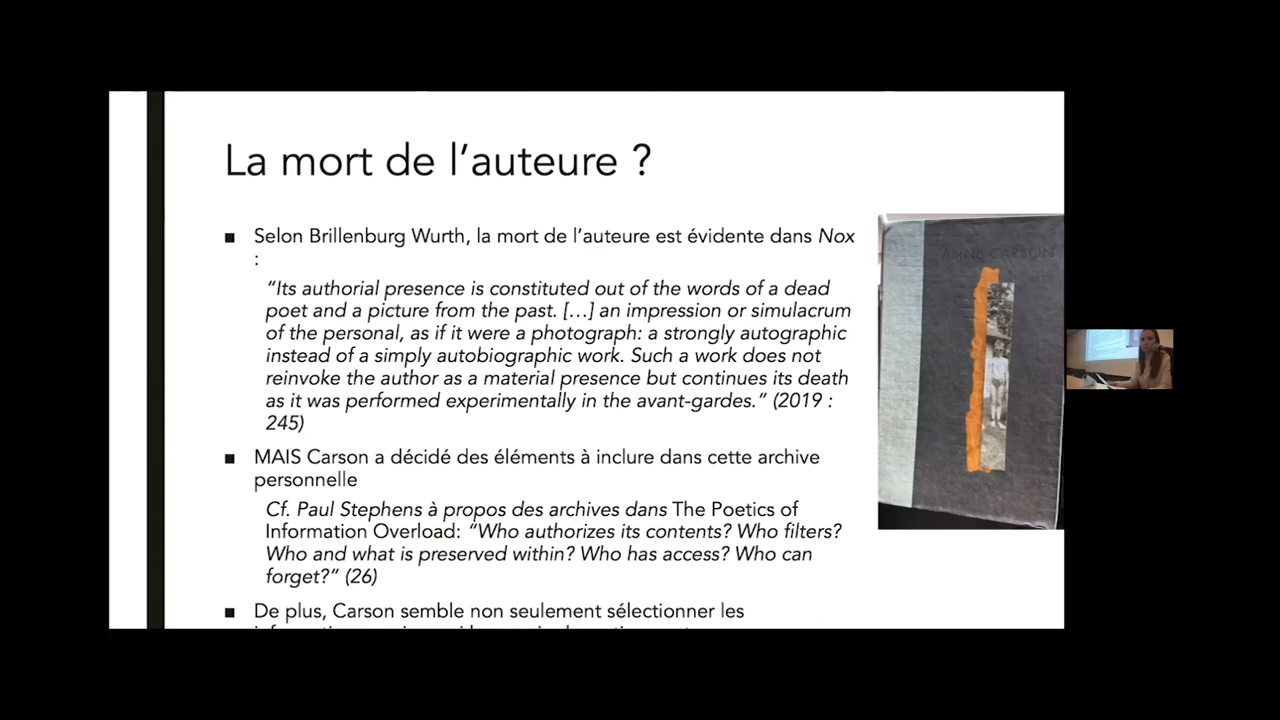 La mort de l’auteure ?
■ Selon Brillenburg Wurth, la mort de l’auteure est évidente dans Nox
:
“Its authorial presence is constituted out of the words of a dead
poet and a picture from the past. […] an impression or simulacrum
of the personal, as if it were a photograph: a strongly autographic
instead of a simply autobiographic work. Such a work does not
reinvoke the author as a material presence but continues its death
as it was performed experimentally in the avant-gardes.” (2019 :
245)
■ MAIS Carson a décidé des éléments à inclure dans cette archive
personnelle
Cf. Paul Stephens à propos des archives dans The Poetics of
Information Overload: “Who authorizes its contents? Who filters?
Who and what is preserved within? Who has access? Who can
forget?” (26)
■ De plus, Carson semble non seulement sélectionner les
ANNE CARSON